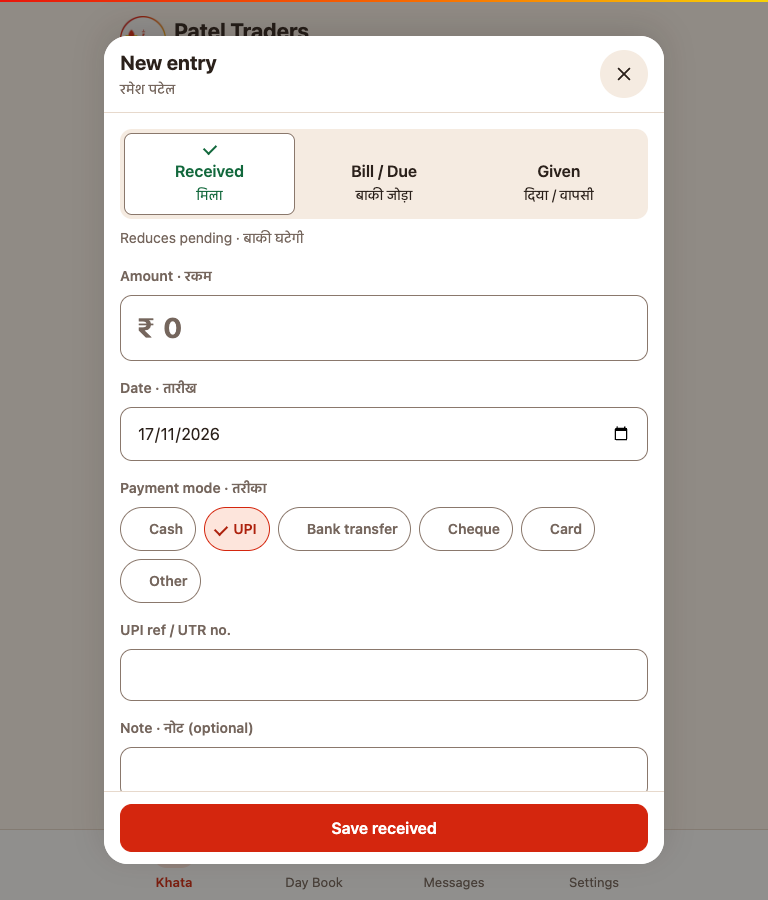 Patel Traders
New entry
रमेश पटेल
Received
मिला
Bill / Due
बाकी जोड़ा
Given
दिया / वापसी
Reduces pending · बाकी घटेगी
Amount · रकम
₹ 0
Date · तारीख
17/11/2026
Payment mode · तरीका
Cash UPI Bank transfer Cheque Card
Other
UPI ref / UTR no.
Note · नोट (optional)
Save received
Khata Day Book Messages Settings